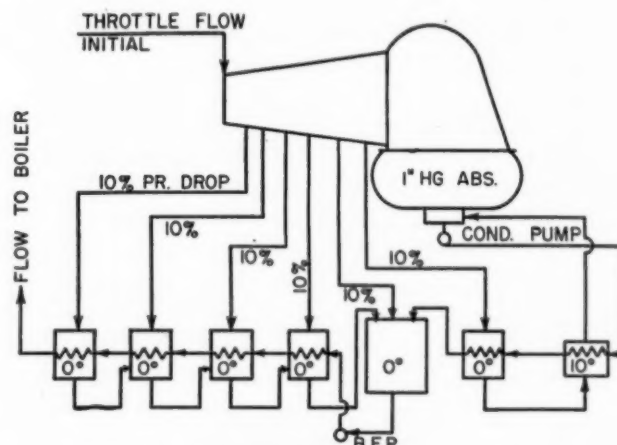 THROTTLE FLOW
INITIAL
FLOW TO BOILER
10% PR. DROP
10%
10%
10%
10%
10%
1" HG ABS.
COND. PUMP
0°
0°
0°
0°
0°
0°
10°
B.F.P.